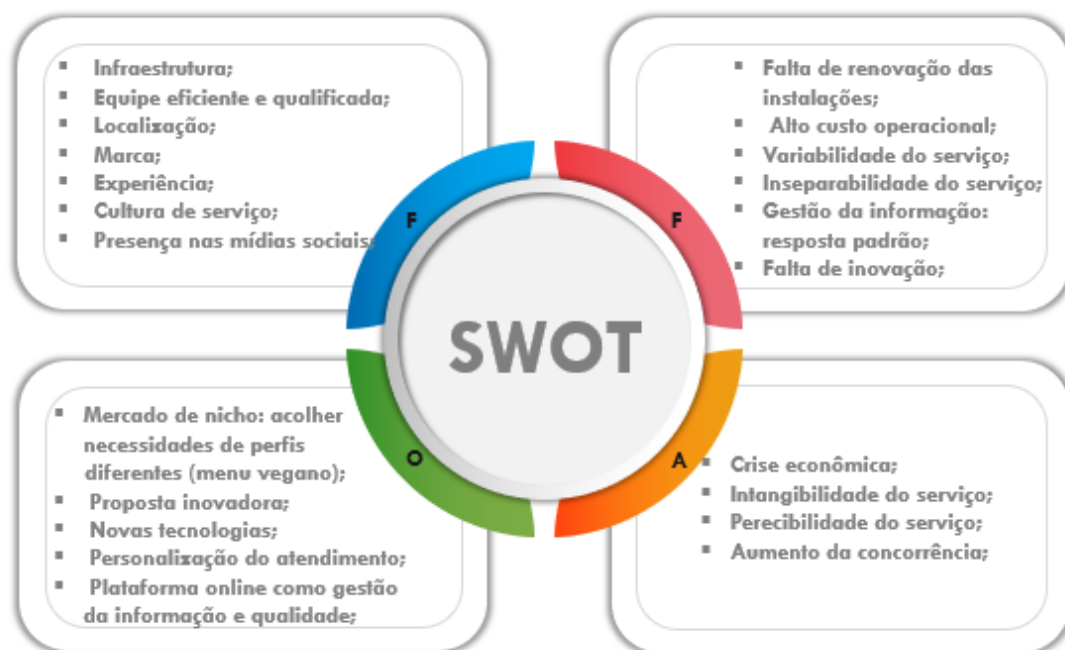 ▪ Infraestrutura;
▪ Equipe eficiente e qualificada;
▪ Localização;
▪ Marca;
▪ Experiência;
▪ Cultura de serviço;
▪ Presença nas mídias sociais;
F
▪ Falta de renovação das
instalações;
▪ Alto custo operacional;
▪ Variabilidade do serviço;
▪ Inseparabilidade do serviço;
▪ Gestão da informação:
resposta padrão;
▪ Falta de inovação;
F
SWOT
▪ Mercado de nicho: acolher
necessidades de perfis
diferentes (menu vegano);
▪ Proposta inovadora;
▪ Novas tecnologias;
▪ Personalização do atendimento;
▪ Plataforma online como gestão
da informação e qualidade;
O
A
▪ Crise econômica;
▪ Intangibilidade do serviço;
▪ Perecibilidade do serviço;
▪ Aumento da concorrência;